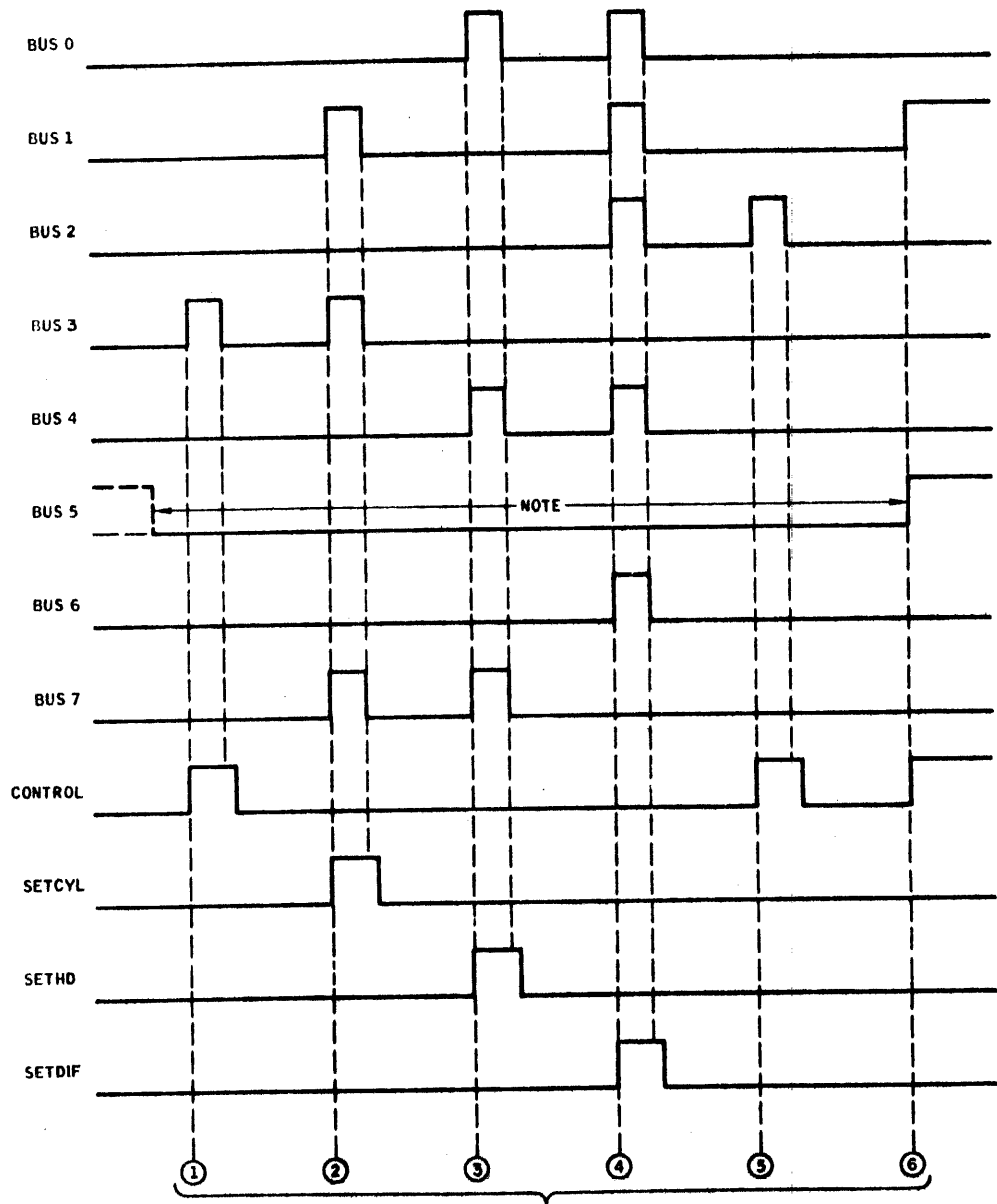 BUS 0
BUS 1
BUS 2
BUS 3
BUS 4
BUS 5
NOTE
BUS 6
BUS 7
CONTROL
SETCYL
SETHD
SETDIF
1 2 3 4 5 6